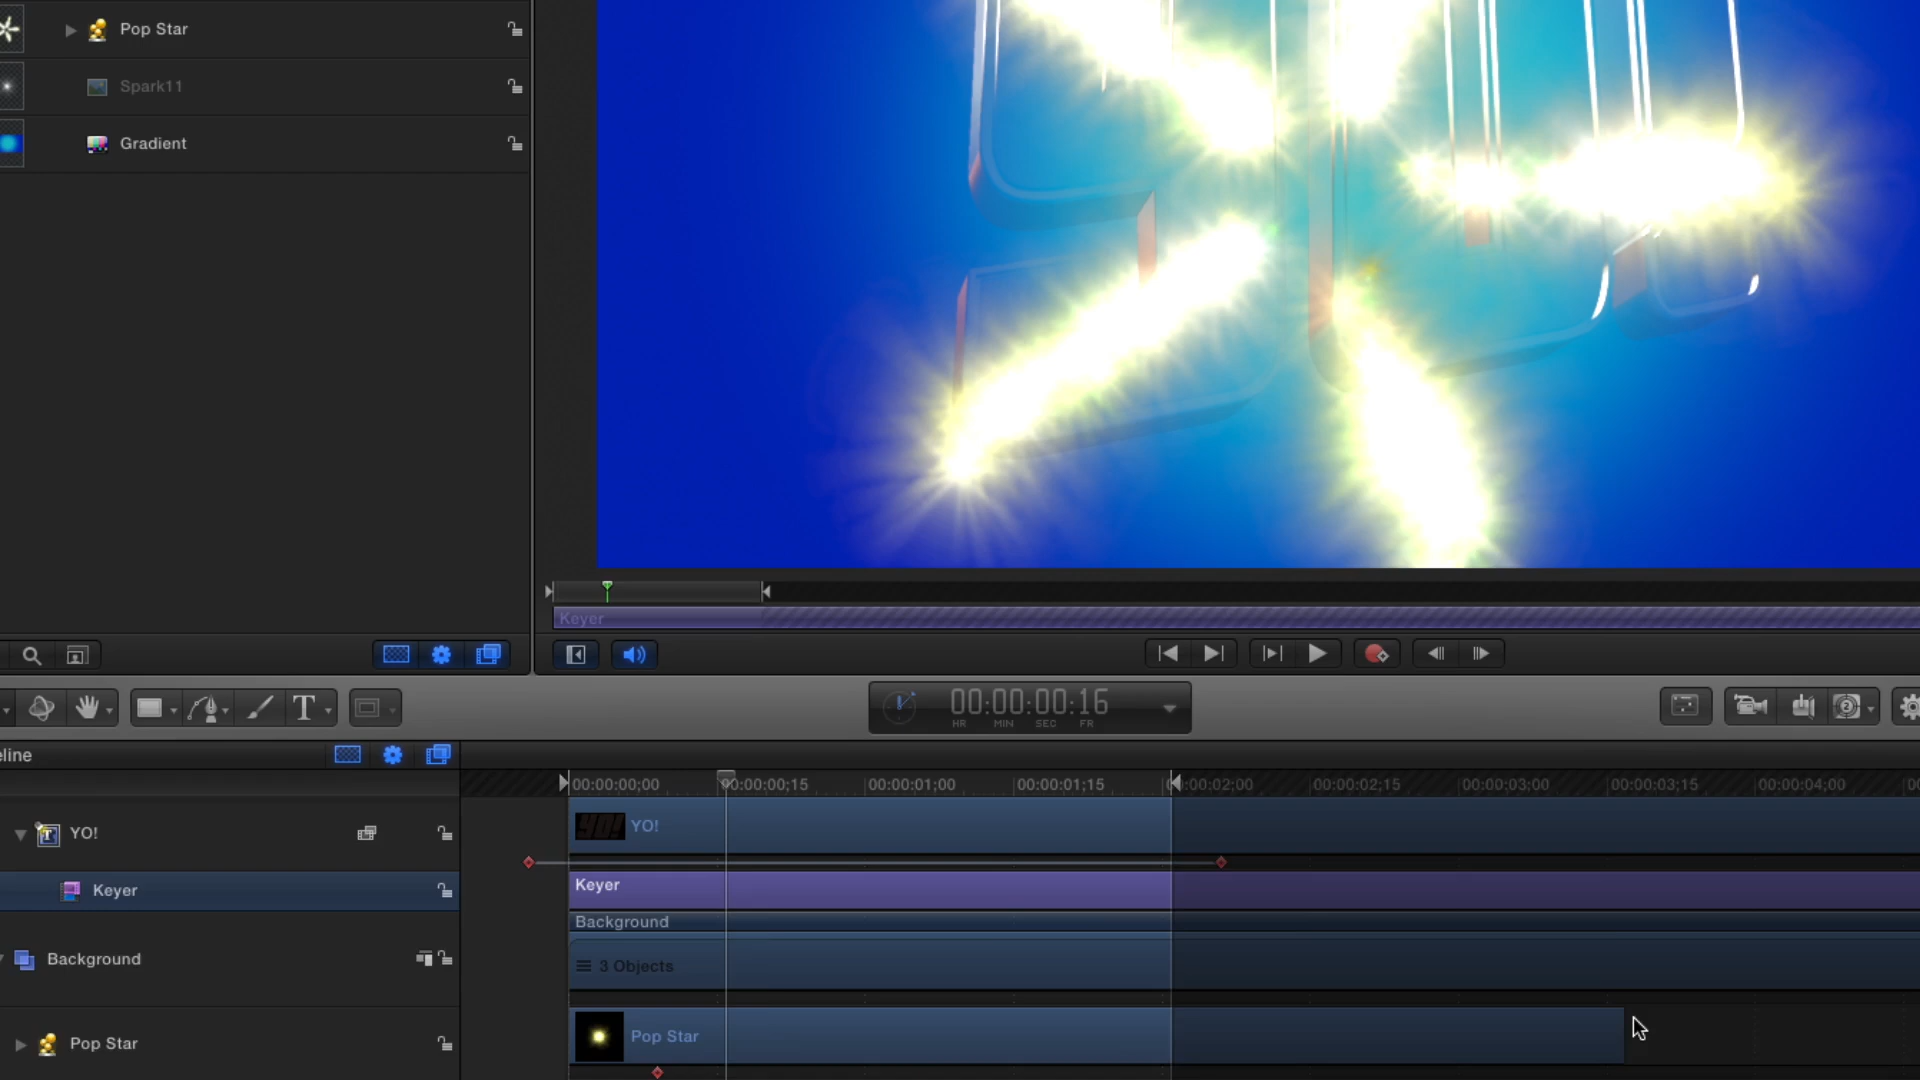 Pop Star
Spark11
Gradient
Keyer
00:00:00:16
HR MIN SEC FR
eline
00:00:00;00
00:00:00;15
00:00:01;00
00:00:01;15
00:00:02;00
00:00:02;15
00:00:03;00
00:00:03;15
00:00:04;00
YO!
YO!
Keyer
Keyer
Background
Background
3 Objects
Pop Star
Pop Star